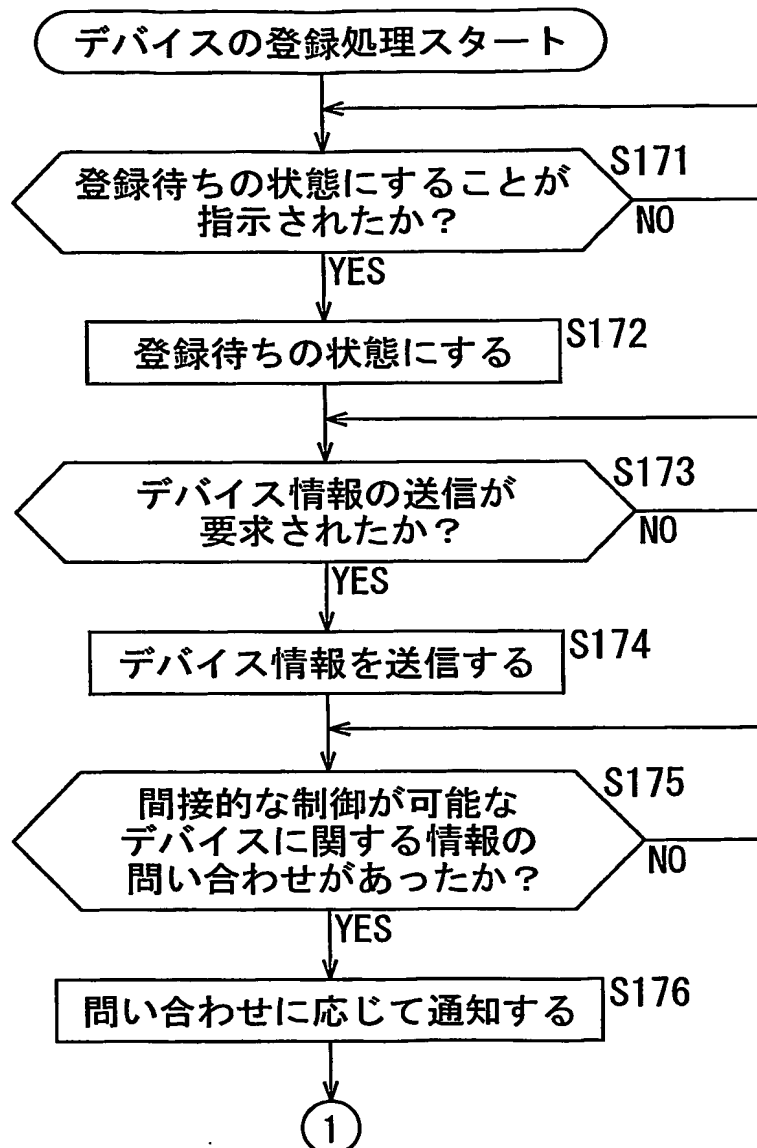 デバイスの登録処理スタート
登録待ちの状態にすることが
指示されたか?
S171
NO
YES
登録待ちの状態にする
S172
デバイス情報の送信が
要求されたか?
S173
NO
YES
デバイス情報を送信する
S174
間接的な制御が可能な
デバイスに関する情報の
問い合わせがあったか?
S175
NO
YES
問い合わせに応じて通知する
S176
1